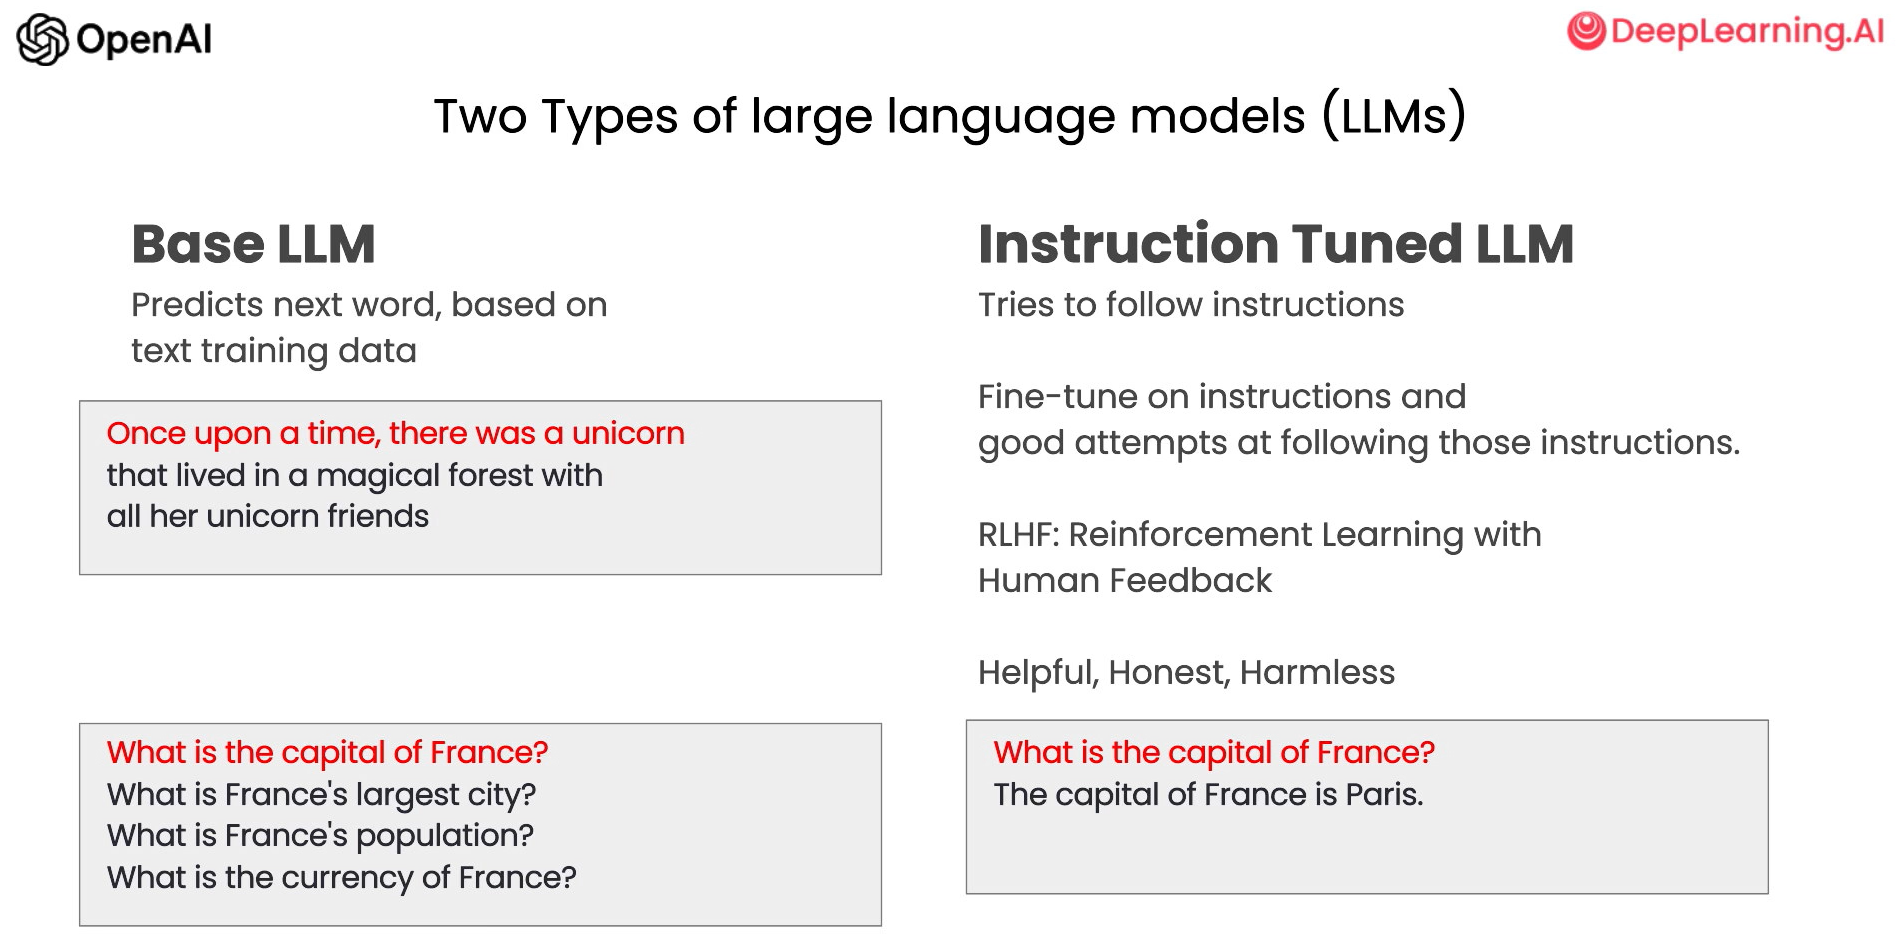 OpenAI
DeepLearning.AI
Two Types of large language models (LLMs)
Base LLM
Predicts next word, based on
text training data
Once upon a time, there was a unicorn
that lived in a magical forest with
all her unicorn friends
What is the capital of France?
What is France's largest city?
What is France's population?
What is the currency of France?
Instruction Tuned LLM
Tries to follow instructions
Fine-tune on instructions and
good attempts at following those instructions.
RLHF: Reinforcement Learning with
Human Feedback
Helpful, Honest, Harmless
What is the capital of France?
The capital of France is Paris.